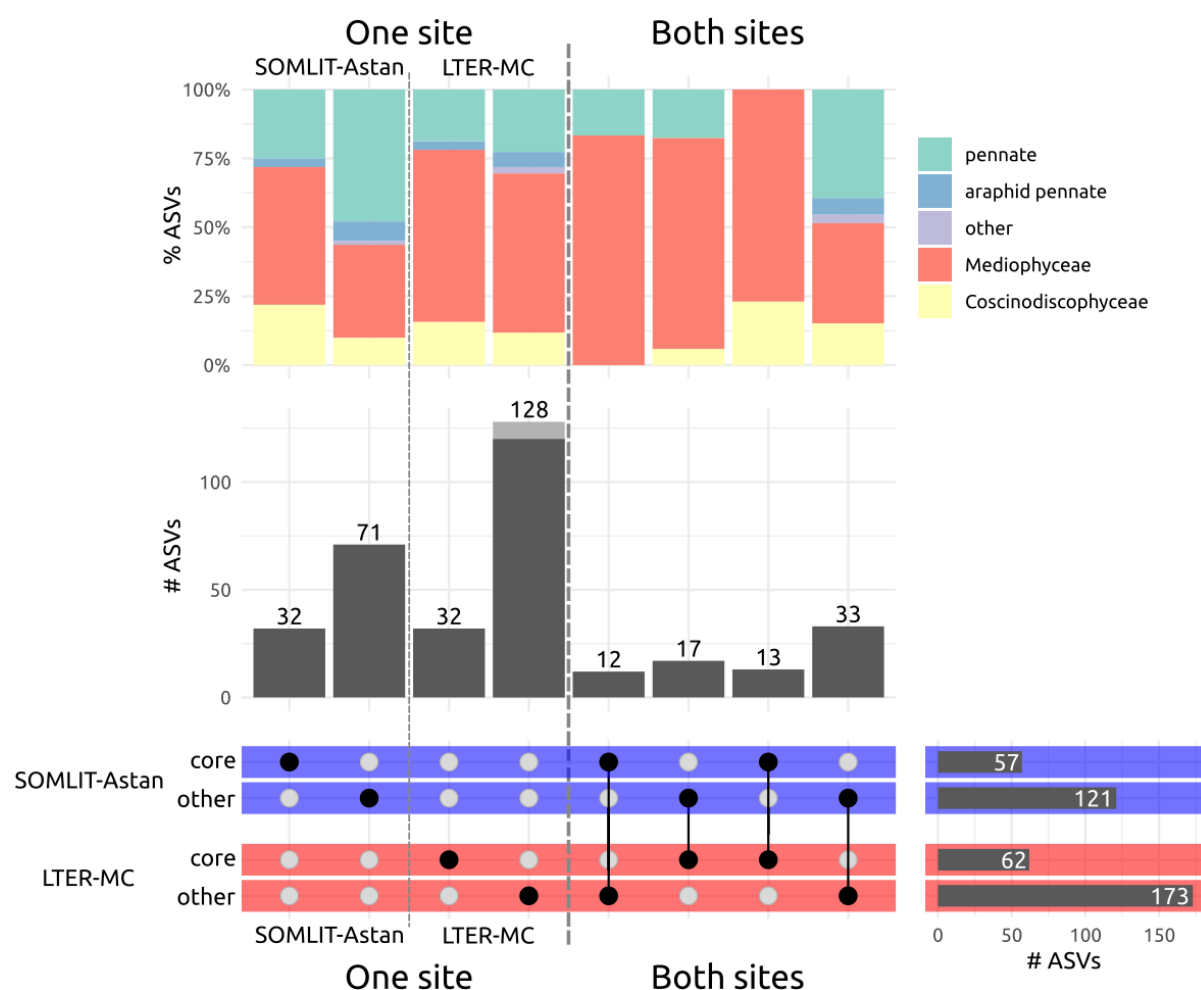 One site Both sites
SOMLIT-Astan LTER-MC
100%
75%
50%
25%
0%
% ASVs
pennate
araphid pennate
other
Mediophyceae
Coscinodiscophyceae
128
100
71
50
32 32 12 17 13 33
0
# ASVs
SOMLIT-Astan
core 57
other 121
LTER-MC
core 62
other 173
SOMLIT-Astan LTER-MC
0 50 100 150
# ASVs
One site Both sites